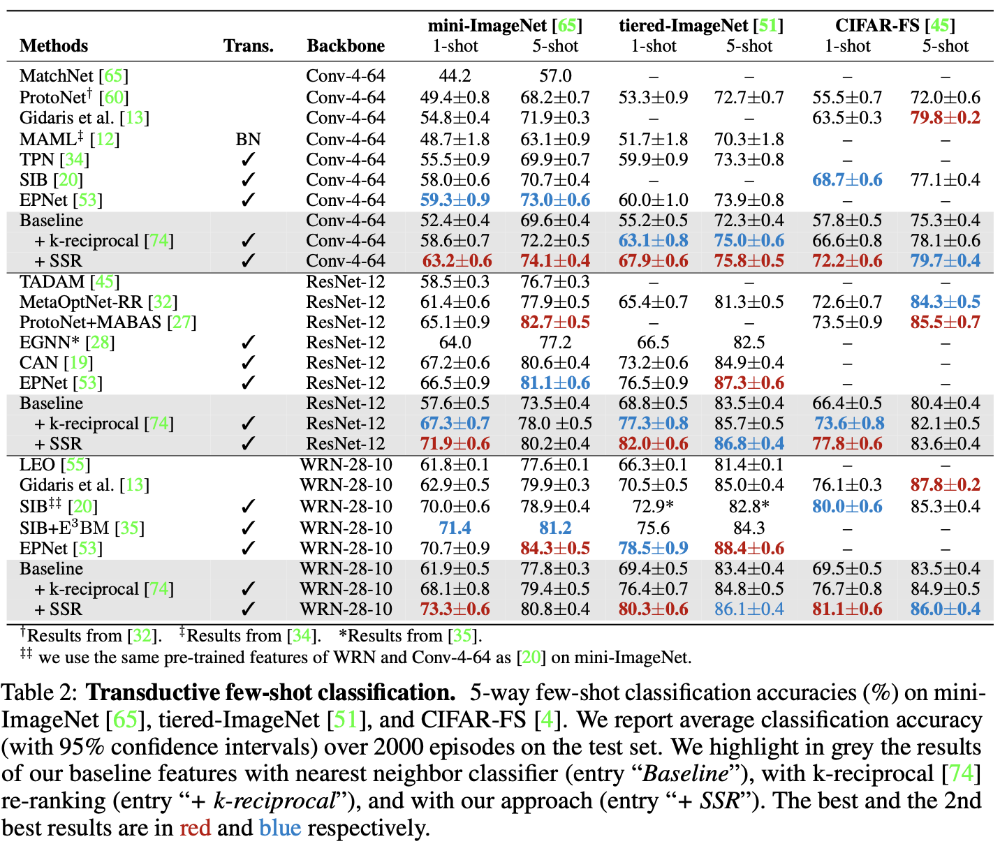 mini-ImageNet [65] tiered-ImageNet [51] CIFAR-FS [45]
Methods Trans. Backbone 1-shot 5-shot 1-shot 5-shot 1-shot 5-shot
MatchNet [65] Conv-4-64 44.2 57.0 – – – –
ProtoNet† [60] Conv-4-64 49.4±0.8 68.2±0.7 53.3±0.9 72.7±0.7 55.5±0.7 72.0±0.6
Gidaris et al. [13] Conv-4-64 54.8±0.4 71.9±0.3 – – 63.5±0.3 79.8±0.2
MAML‡ [12] BN Conv-4-64 48.7±1.8 63.1±0.9 51.7±1.8 70.3±1.8 – –
TPN [34] ✓ Conv-4-64 55.5±0.9 69.9±0.7 59.9±0.9 73.3±0.8 – –
SIB [20] ✓ Conv-4-64 58.0±0.6 70.7±0.4 – – 68.7±0.6 77.1±0.4
EPNet [53] ✓ Conv-4-64 59.3±0.9 73.0±0.6 60.0±1.0 73.9±0.8 – –
Baseline Conv-4-64 52.4±0.4 69.6±0.4 55.2±0.5 72.3±0.4 57.8±0.5 75.3±0.4
+ k-reciprocal [74] ✓ Conv-4-64 58.6±0.7 72.2±0.5 63.1±0.8 75.0±0.6 66.6±0.8 78.1±0.6
+ SSR ✓ Conv-4-64 63.2±0.6 74.1±0.4 67.9±0.6 75.8±0.5 72.2±0.6 79.7±0.4
TADAM [45] ResNet-12 58.5±0.3 76.7±0.3 – – – –
MetaOptNet-RR [32] ResNet-12 61.4±0.6 77.9±0.5 65.4±0.7 81.3±0.5 72.6±0.7 84.3±0.5
ProtoNet+MABAS [27] ResNet-12 65.1±0.9 82.7±0.5 – – 73.5±0.9 85.5±0.7
EGNN* [28] ✓ ResNet-12 64.0 77.2 66.5 82.5 – –
CAN [19] ✓ ResNet-12 67.2±0.6 80.6±0.4 73.2±0.6 84.9±0.4 – –
EPNet [53] ✓ ResNet-12 66.5±0.9 81.1±0.6 76.5±0.9 87.3±0.6 – –
Baseline ResNet-12 57.6±0.5 73.5±0.4 68.8±0.5 83.5±0.4 66.4±0.5 80.4±0.4
+ k-reciprocal [74] ✓ ResNet-12 67.3±0.7 78.0 ±0.5 77.3±0.8 85.7±0.5 73.6±0.8 82.1±0.5
+ SSR ✓ ResNet-12 71.9±0.6 80.2±0.4 82.0±0.6 86.8±0.4 77.8±0.6 83.6±0.4
LEO [55] WRN-28-10 61.8±0.1 77.6±0.1 66.3±0.1 81.4±0.1 – –
Gidaris et al. [13] WRN-28-10 62.9±0.5 79.9±0.3 70.5±0.5 85.0±0.4 76.1±0.3 87.8±0.2
SIB‡‡ [20] ✓ WRN-28-10 70.0±0.6 78.9±0.4 72.9* 82.8* 80.0±0.6 85.3±0.4
SIB+E³BM [35] ✓ WRN-28-10 71.4 81.2 75.6 84.3 – –
EPNet [53] ✓ WRN-28-10 70.7±0.9 84.3±0.5 78.5±0.9 88.4±0.6 – –
Baseline WRN-28-10 61.9±0.5 77.8±0.3 69.4±0.5 83.4±0.4 69.5±0.5 83.5±0.4
+ k-reciprocal [74] ✓ WRN-28-10 68.1±0.8 79.4±0.5 76.4±0.7 84.8±0.5 76.7±0.8 84.9±0.5
+ SSR ✓ WRN-28-10 73.3±0.6 80.8±0.4 80.3±0.6 86.1±0.4 81.1±0.6 86.0±0.4
†Results from [32]. ‡Results from [34]. *Results from [35].
‡‡ we use the same pre-trained features of WRN and Conv-4-64 as [20] on mini-ImageNet.
Table 2: Transductive few-shot classification. 5-way few-shot classification accuracies (%) on mini-
ImageNet [65], tiered-ImageNet [51], and CIFAR-FS [4]. We report average classification accuracy
(with 95% confidence intervals) over 2000 episodes on the test set. We highlight in grey the results
of our baseline features with nearest neighbor classifier (entry “Baseline”), with k-reciprocal [74]
re-ranking (entry “+ k-reciprocal”), and with our approach (entry “+ SSR”). The best and the 2nd
best results are in red and blue respectively.